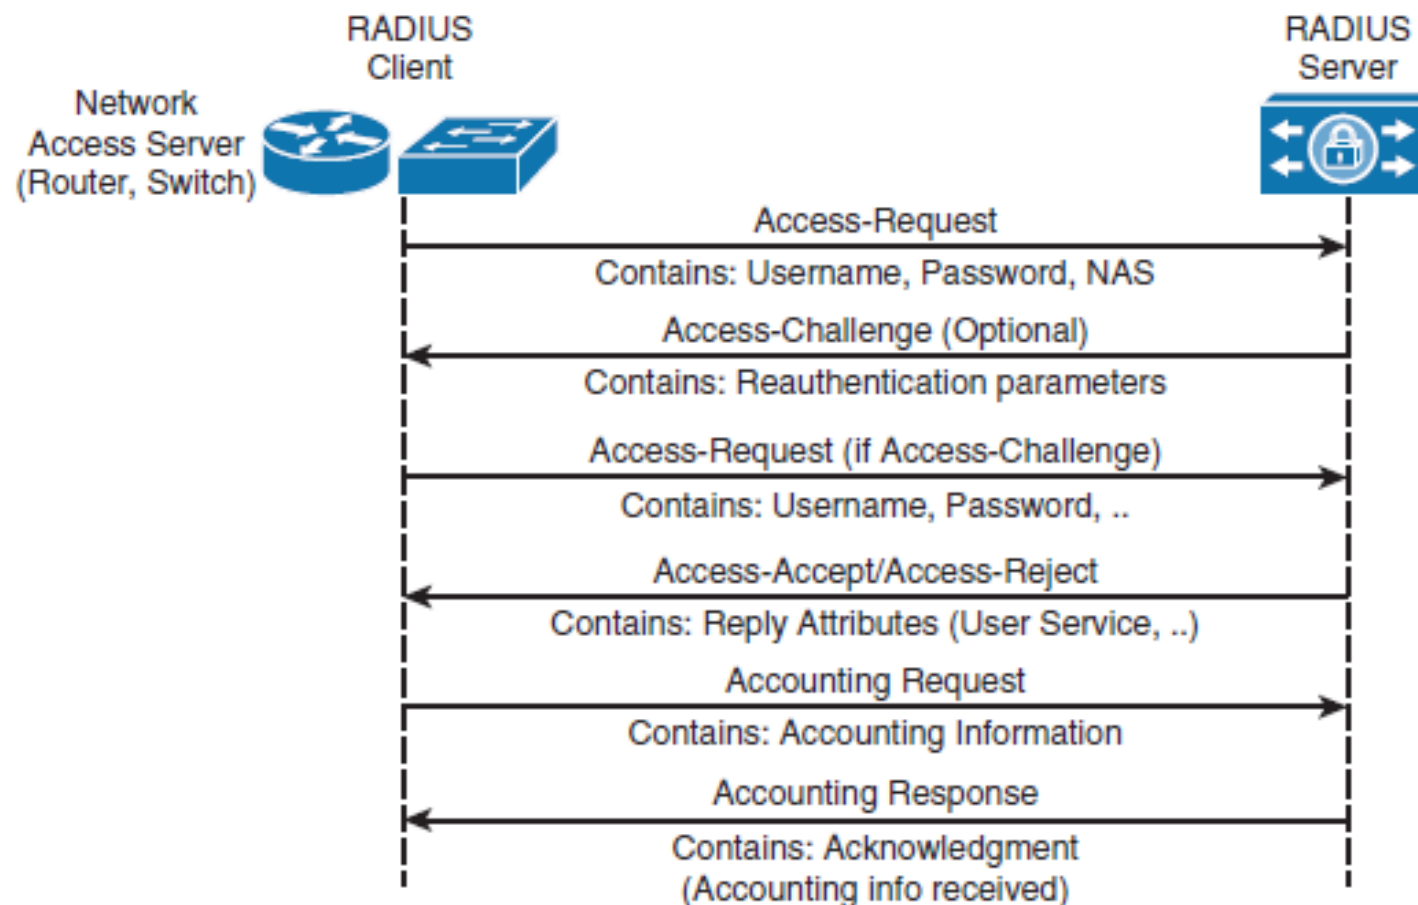 RADIUS
Client
RADIUS
Server
Network
Access Server
(Router, Switch)
Access-Request
Contains: Username, Password, NAS
Access-Challenge (Optional)
Contains: Reauthentication parameters
Access-Request (if Access-Challenge)
Contains: Username, Password, ..
Access-Accept/Access-Reject
Contains: Reply Attributes (User Service, ..)
Accounting Request
Contains: Accounting Information
Accounting Response
Contains: Acknowledgment
(Accounting info received)